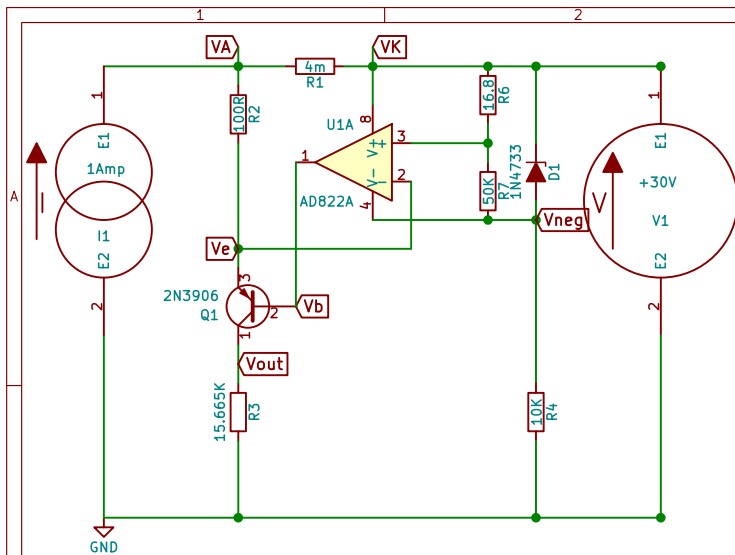 1
2
A
VA
VK
4m
R1
100R
R2
1
E1
1Amp
I
I1
E2
2
U1A
8
V+
+
3
1
V-
-
2
4
AD822A
16.8
R6
50K
R7
1N4733
D1
Vneg
1
E1
+30V
V
V1
E2
2
Ve
3
2N3906
Q1
2
Vb
1
Vout
15.665K
R3
10K
R4
GND